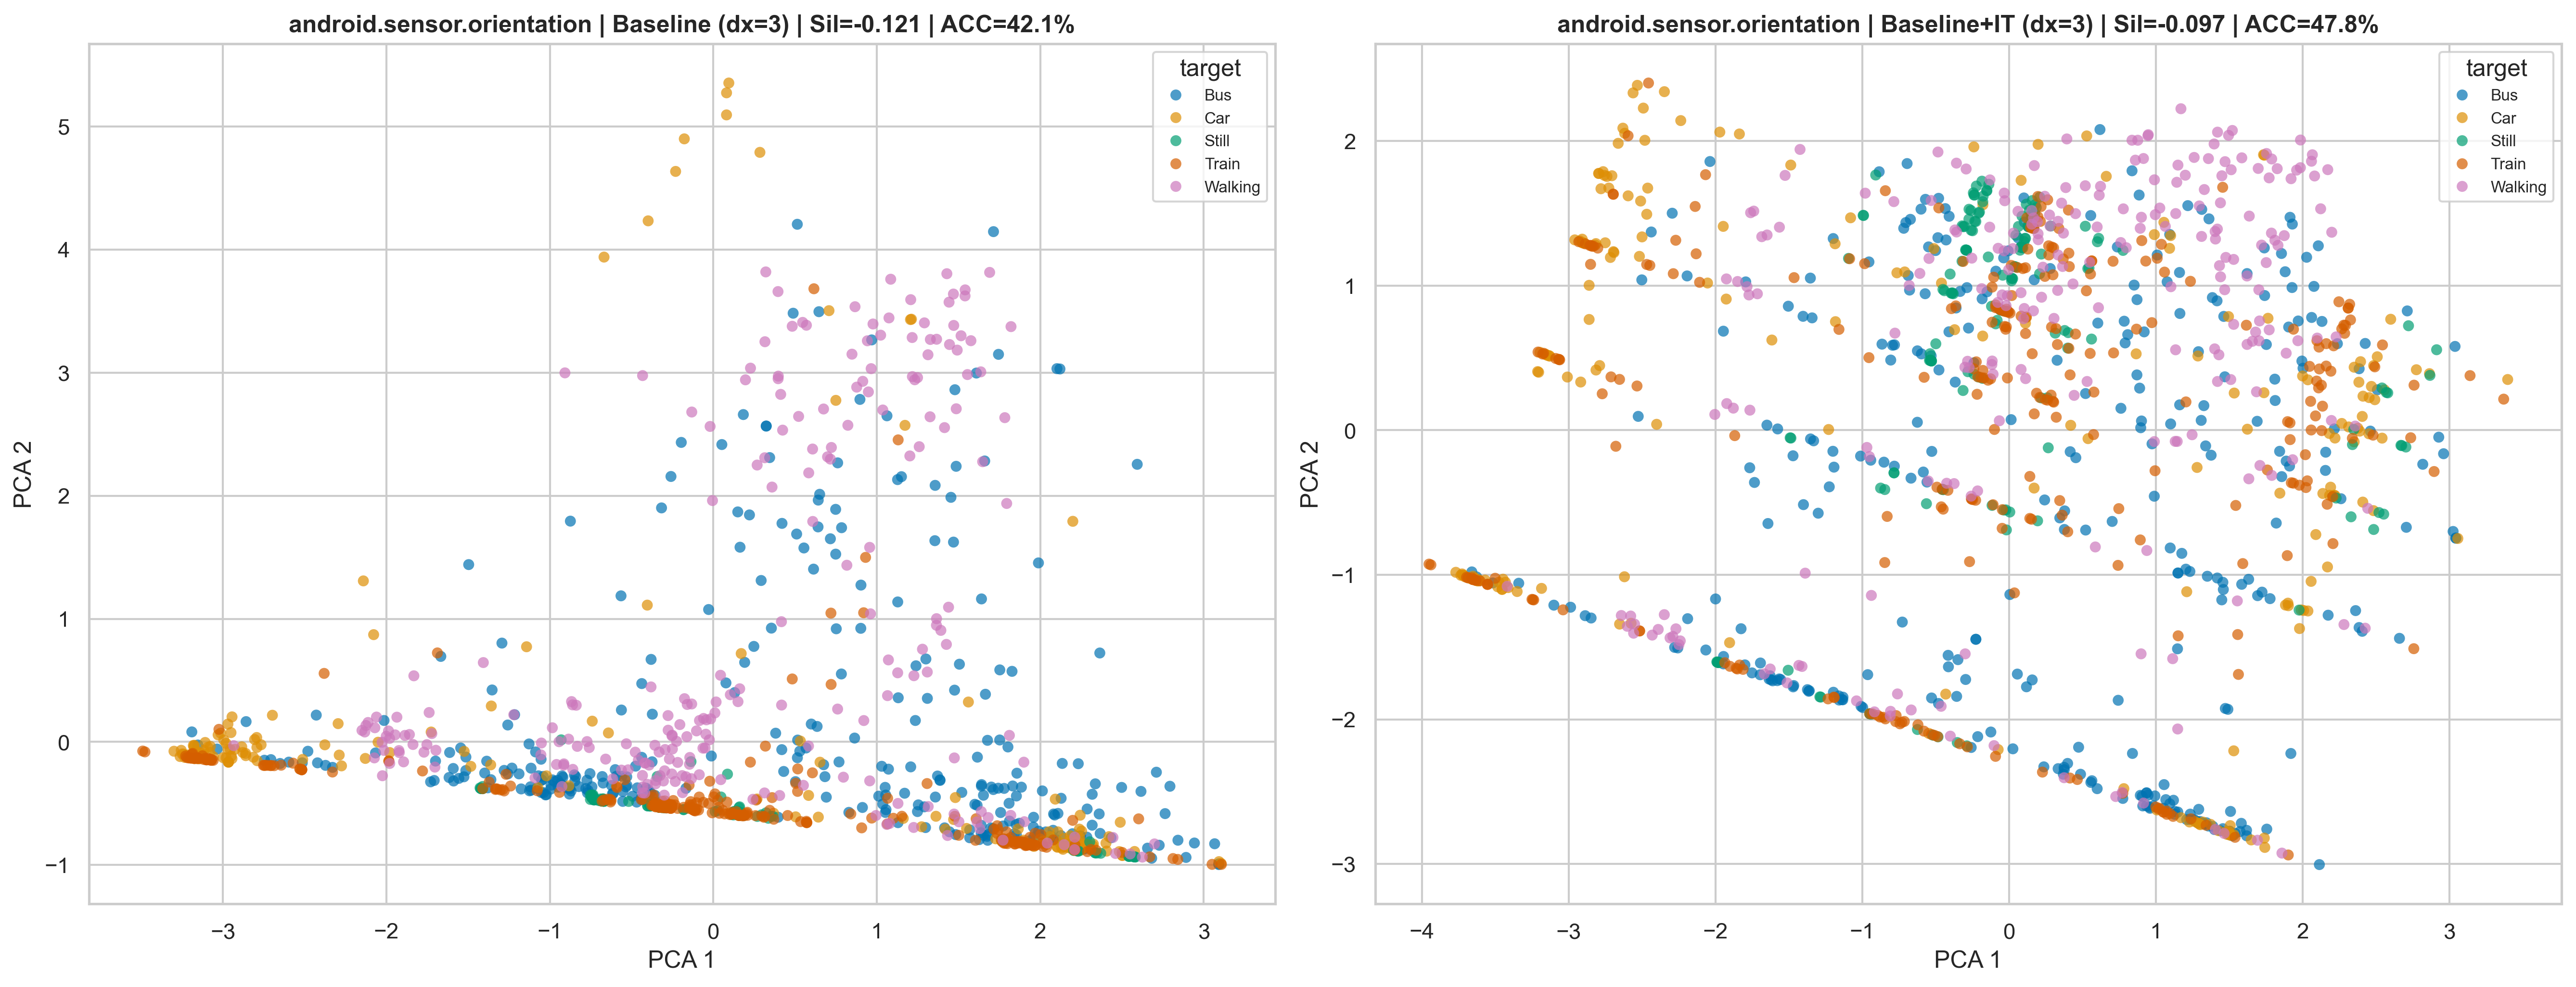 android.sensor.orientation | Baseline (dx=3) | Sil=-0.121 | ACC=42.1%
target
Bus
Car
Still
Train
Walking
PCA 2
5
4
3
2
1
0
−1
−3
−2
−1
0
1
2
3
PCA 1
android.sensor.orientation | Baseline+IT (dx=3) | Sil=-0.097 | ACC=47.8%
target
Bus
Car
Still
Train
Walking
PCA 2
2
1
0
−1
−2
−3
−4
−3
−2
−1
0
1
2
3
PCA 1